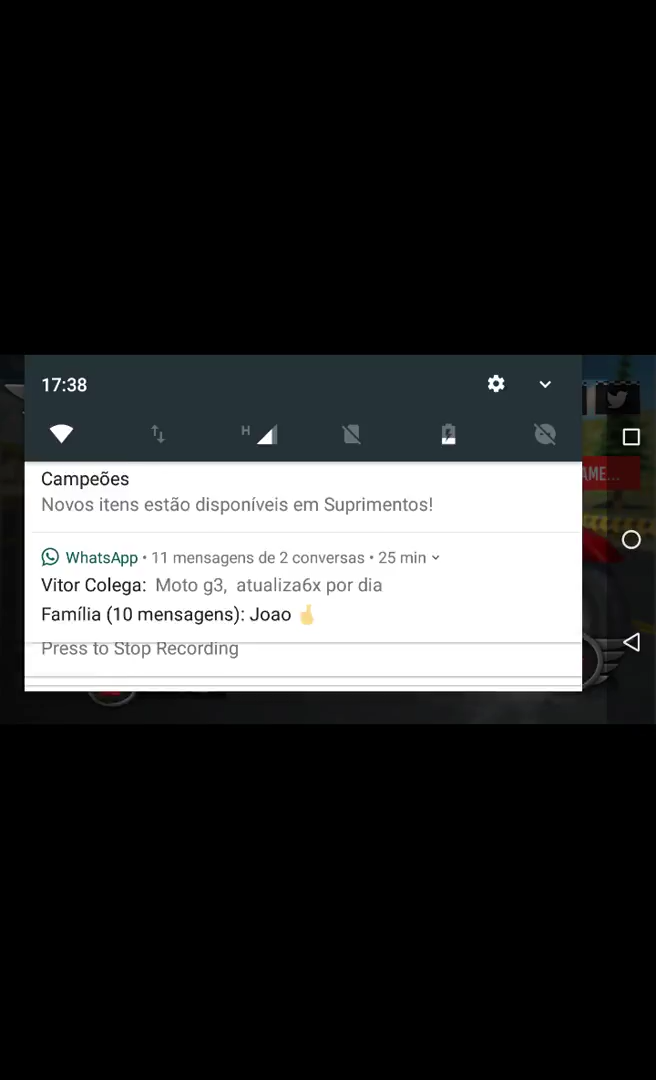 17:38
H
AME...
Campeões
Novos itens estão disponíveis em Suprimentos!
WhatsApp • 11 mensagens de 2 conversas • 25 min
Vitor Colega: Moto g3, atualiza6x por dia
Família (10 mensagens): Joao 🤞
Press to Stop Recording